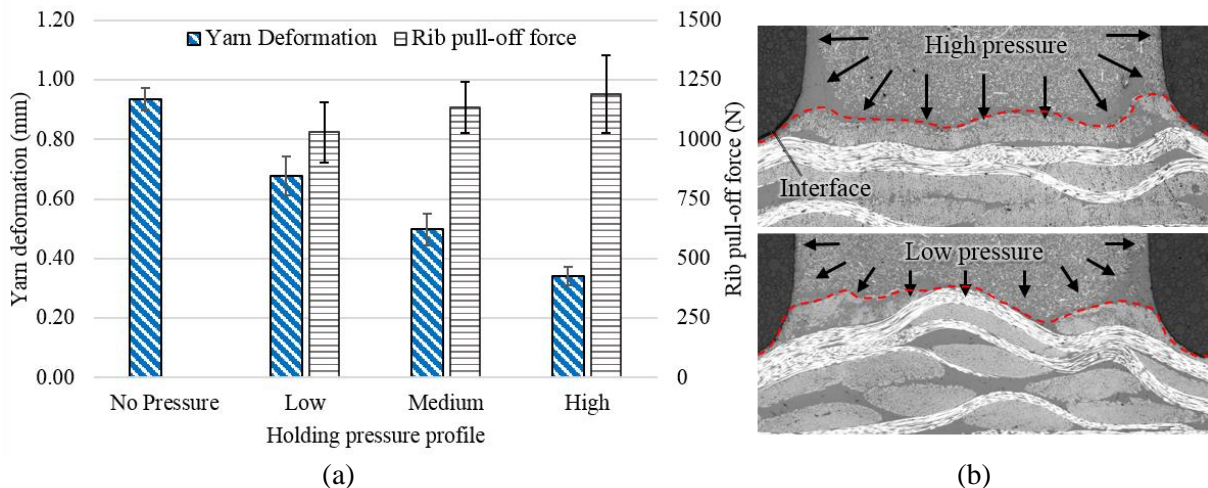 1.20
1.00
0.80
0.60
0.40
0.20
0.00
Yarn deformation (mm)
Yarn Deformation
Rib pull-off force
1500
1250
1000
750
500
250
0
Rib pull-off force (N)
No Pressure
Low
Medium
High
Holding pressure profile
(a)
High pressure
Interface
Low pressure
(b)